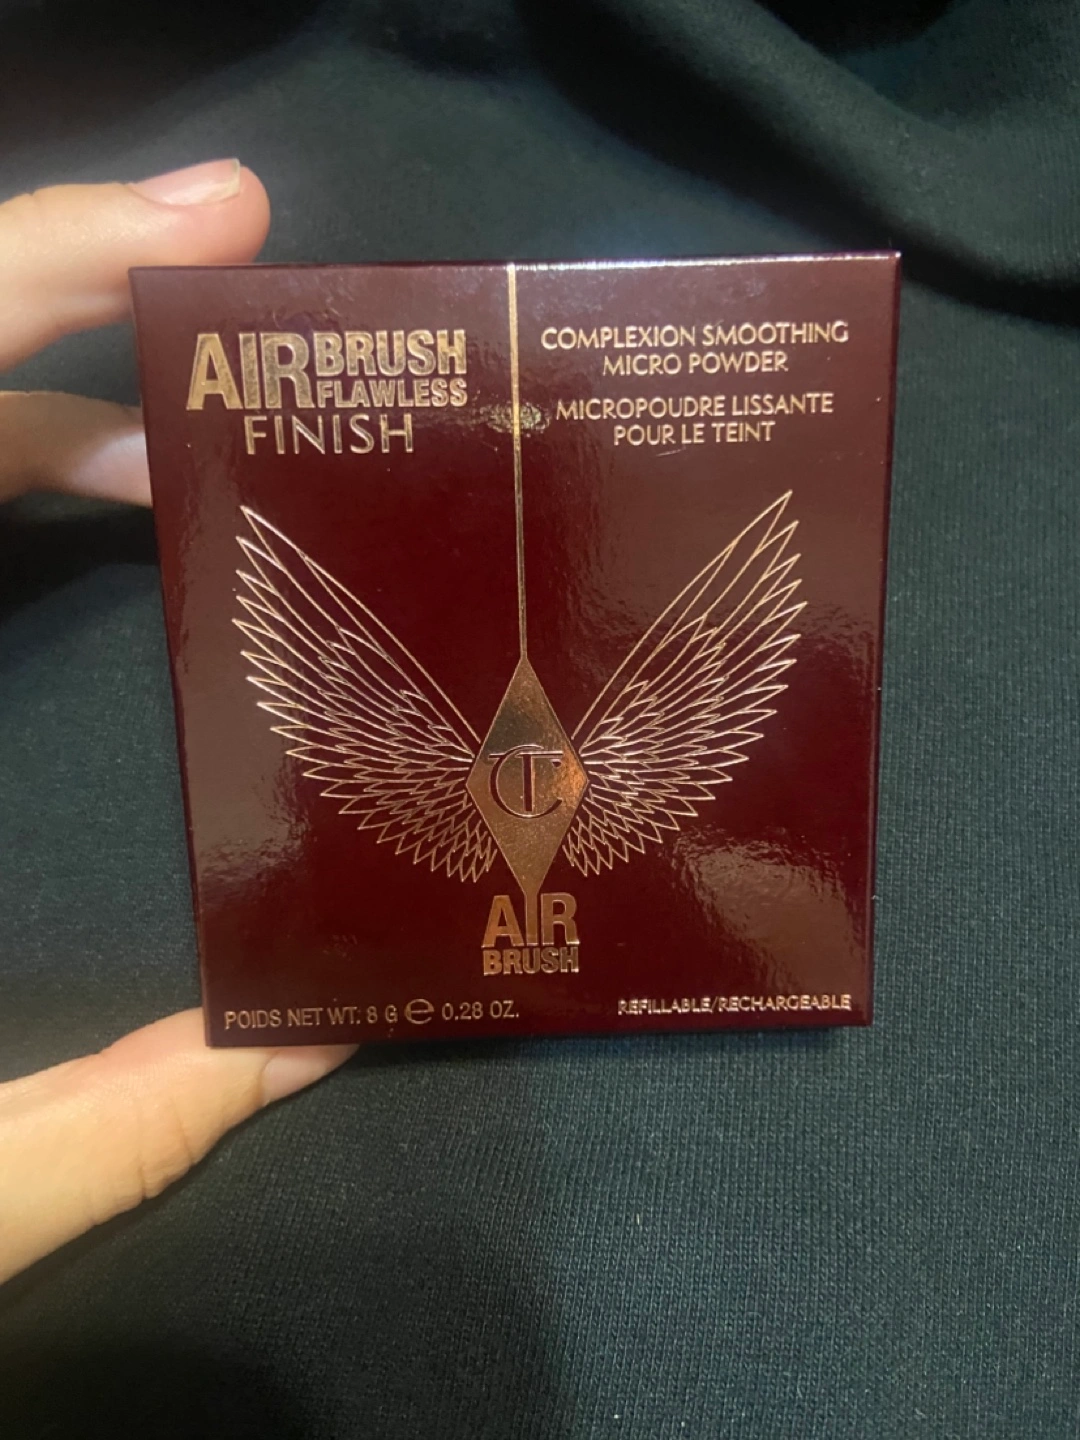 AIRBRUSH
FLAWLESS
FINISH
COMPLEXION SMOOTHING
MICRO POWDER
MICROPOUDRE LISSANTE
POUR LE TEINT
CT
AIR
BRUSH
POIDS NET WT. 8 G ℮ 0.28 OZ.
REFILLABLE/RECHARGEABLE